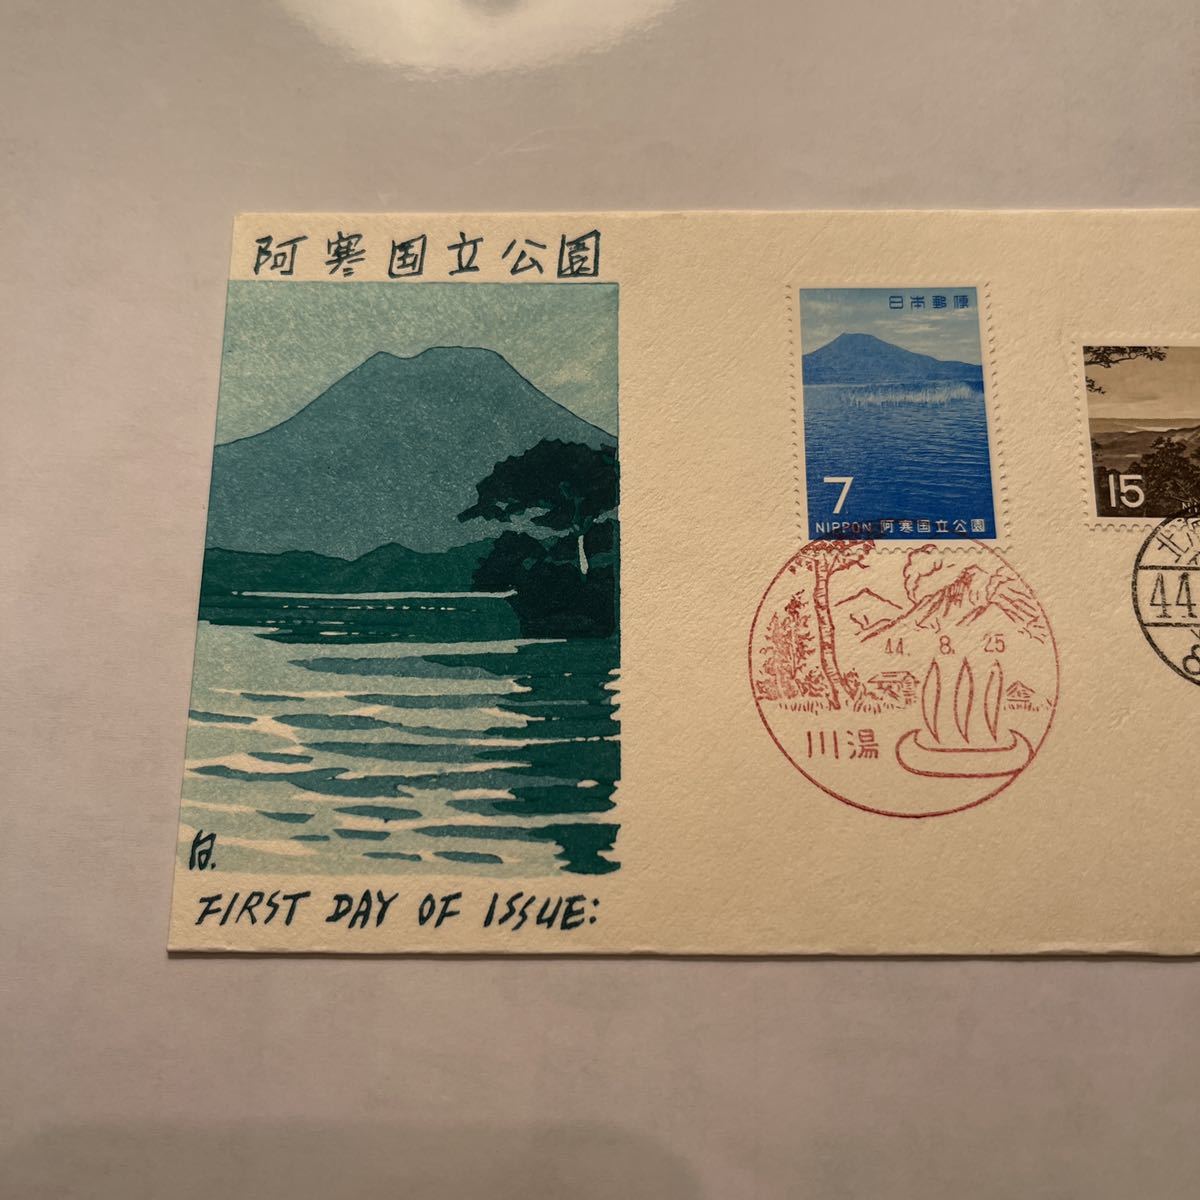 阿寒国立公園
日本郵便
7
NIPPON 阿寒国立公園
15
44. 8. 25
川湯
44
FIRST DAY OF ISSUE: